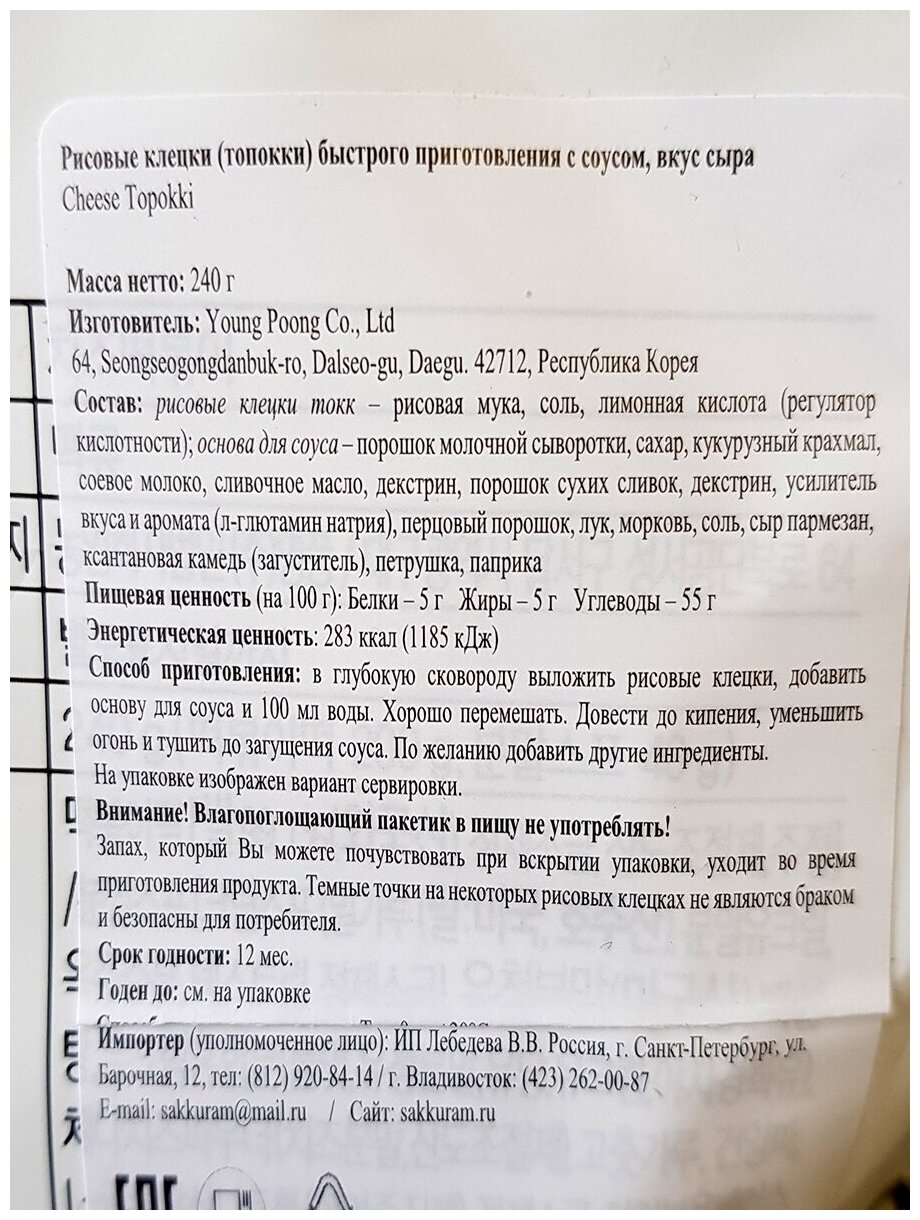 Рисовые клецки (топокки) быстрого приготовления с соусом, вкус сыра
Cheese Topokki
Масса нетто: 240 г
Изготовитель: Young Poong Co., Ltd
64, Seongseogongdanbuk-ro, Dalseo-gu, Daegu. 42712, Республика Корея
Состав: рисовые клецки токк – рисовая мука, соль, лимонная кислота (регулятор
кислотности); основа для соуса – порошок молочной сыворотки, сахар, кукурузный крахмал,
соевое молоко, сливочное масло, декстрин, порошок сухих сливок, декстрин, усилитель
вкуса и аромата (л-глютамин натрия), перцовый порошок, лук, морковь, соль, сыр пармезан,
ксантановая камедь (загуститель), петрушка, паприка
Пищевая ценность (на 100 г): Белки – 5 г Жиры – 5 г Углеводы – 55 г
Энергетическая ценность: 283 ккал (1185 кДж)
Способ приготовления: в глубокую сковороду выложить рисовые клецки, добавить
основу для соуса и 100 мл воды. Хорошо перемешать. Довести до кипения, уменьшить
огонь и тушить до загущения соуса. По желанию добавить другие ингредиенты.
На упаковке изображен вариант сервировки.
Внимание! Влагопоглощающий пакетик в пищу не употреблять!
Запах, который Вы можете почувствовать при вскрытии упаковки, уходит во время
приготовления продукта. Темные точки на некоторых рисовых клецках не являются браком
и безопасны для потребителя.
Срок годности: 12 мес.
Годен до: см. на упаковке
Импортер (уполномоченное лицо): ИП Лебедева В.В. Россия, г. Санкт-Петербург, ул.
Барочная, 12, тел: (812) 920-84-14 / г. Владивосток: (423) 262-00-87
E-mail: sakkuram@mail.ru / Сайт: sakkuram.ru